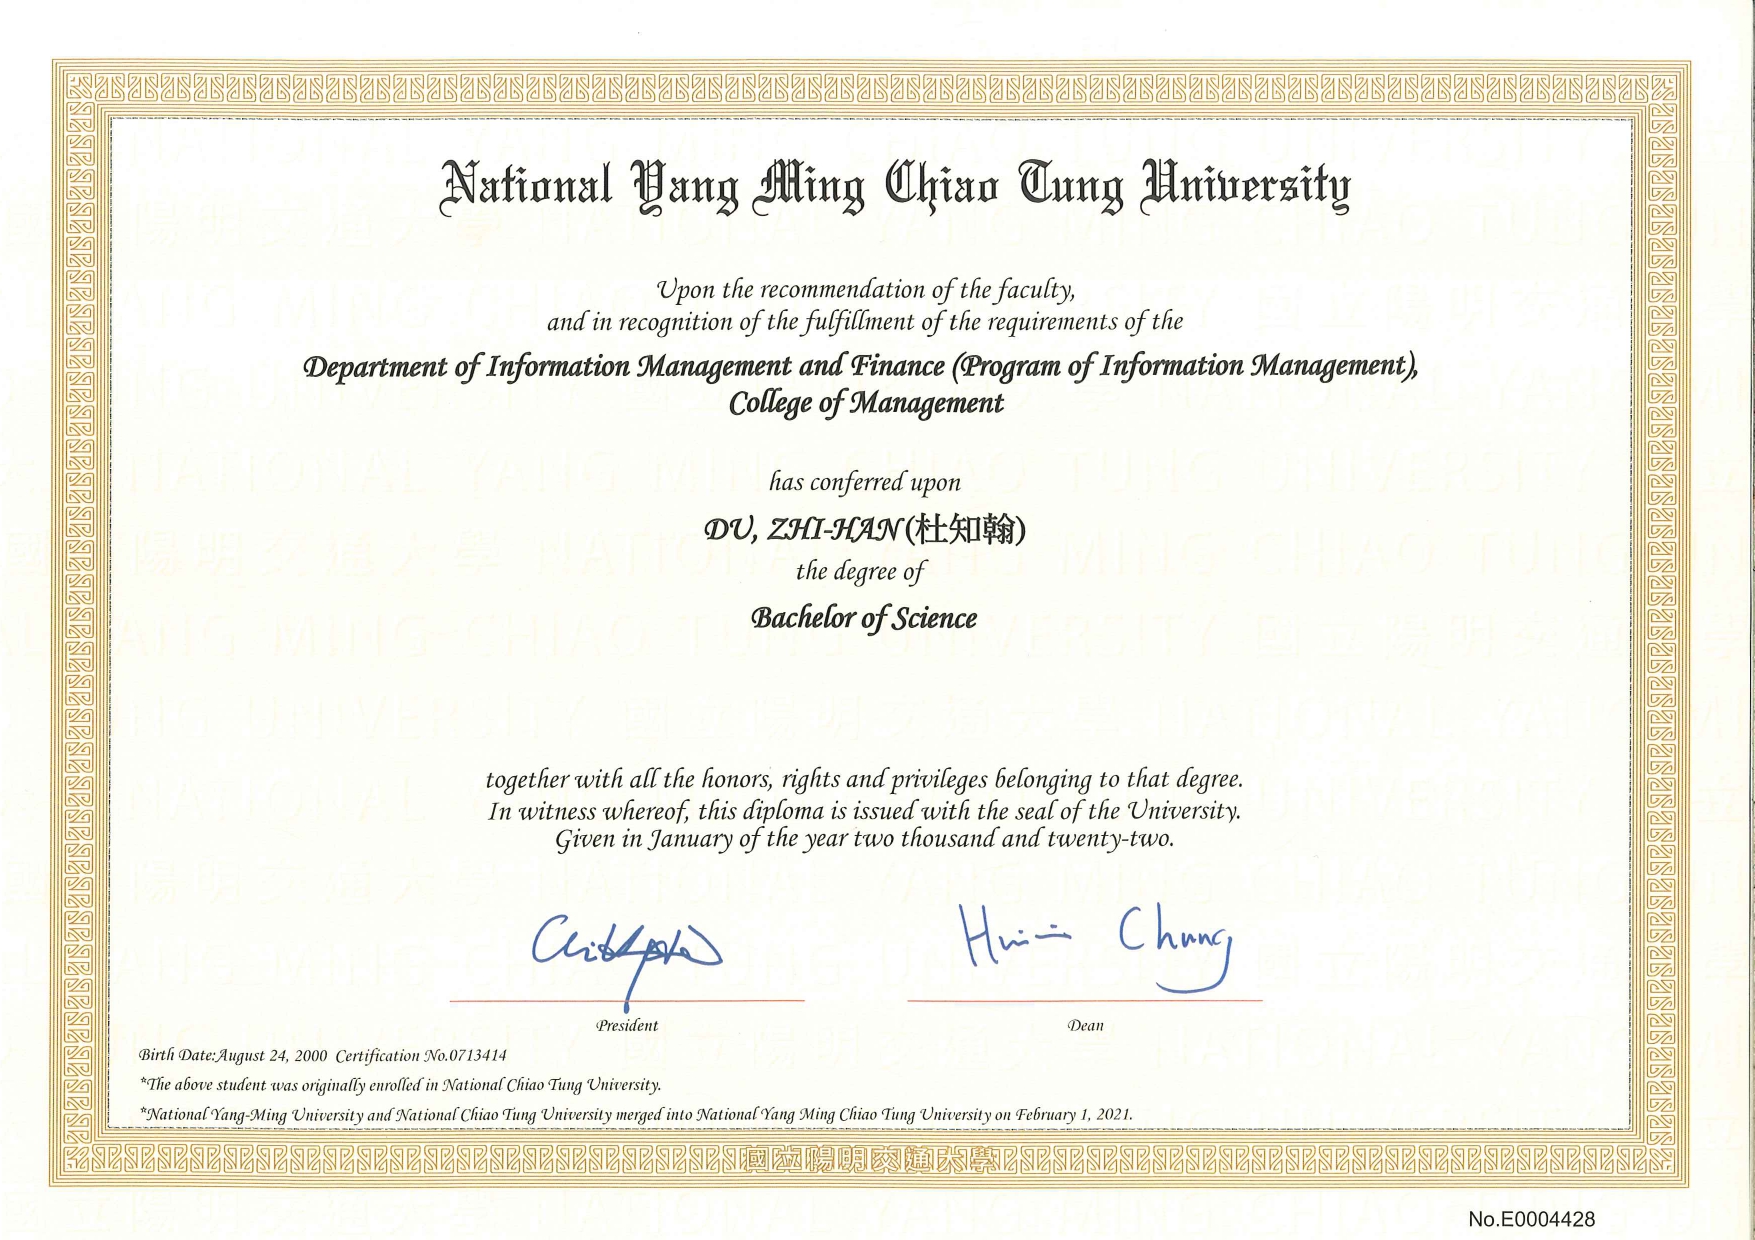 National Yang Ming Chiao Tung University
Upon the recommendation of the faculty,
and in recognition of the fulfillment of the requirements of the
Department of Information Management and Finance (Program of Information Management),
College of Management
has conferred upon
DU, ZHI-HAN(杜知翰)
the degree of
Bachelor of Science
together with all the honors, rights and privileges belonging to that degree.
In witness whereof, this diploma is issued with the seal of the University.
Given in January of the year two thousand and twenty-two.
Chung
President
Dean
Birth Date:August 24, 2000 Certification No.0713414
*The above student was originally enrolled in National Chiao Tung University.
*National Yang-Ming University and National Chiao Tung University merged into National Yang Ming Chiao Tung University on February 1, 2021.
國立陽明交通大學
No.E0004428